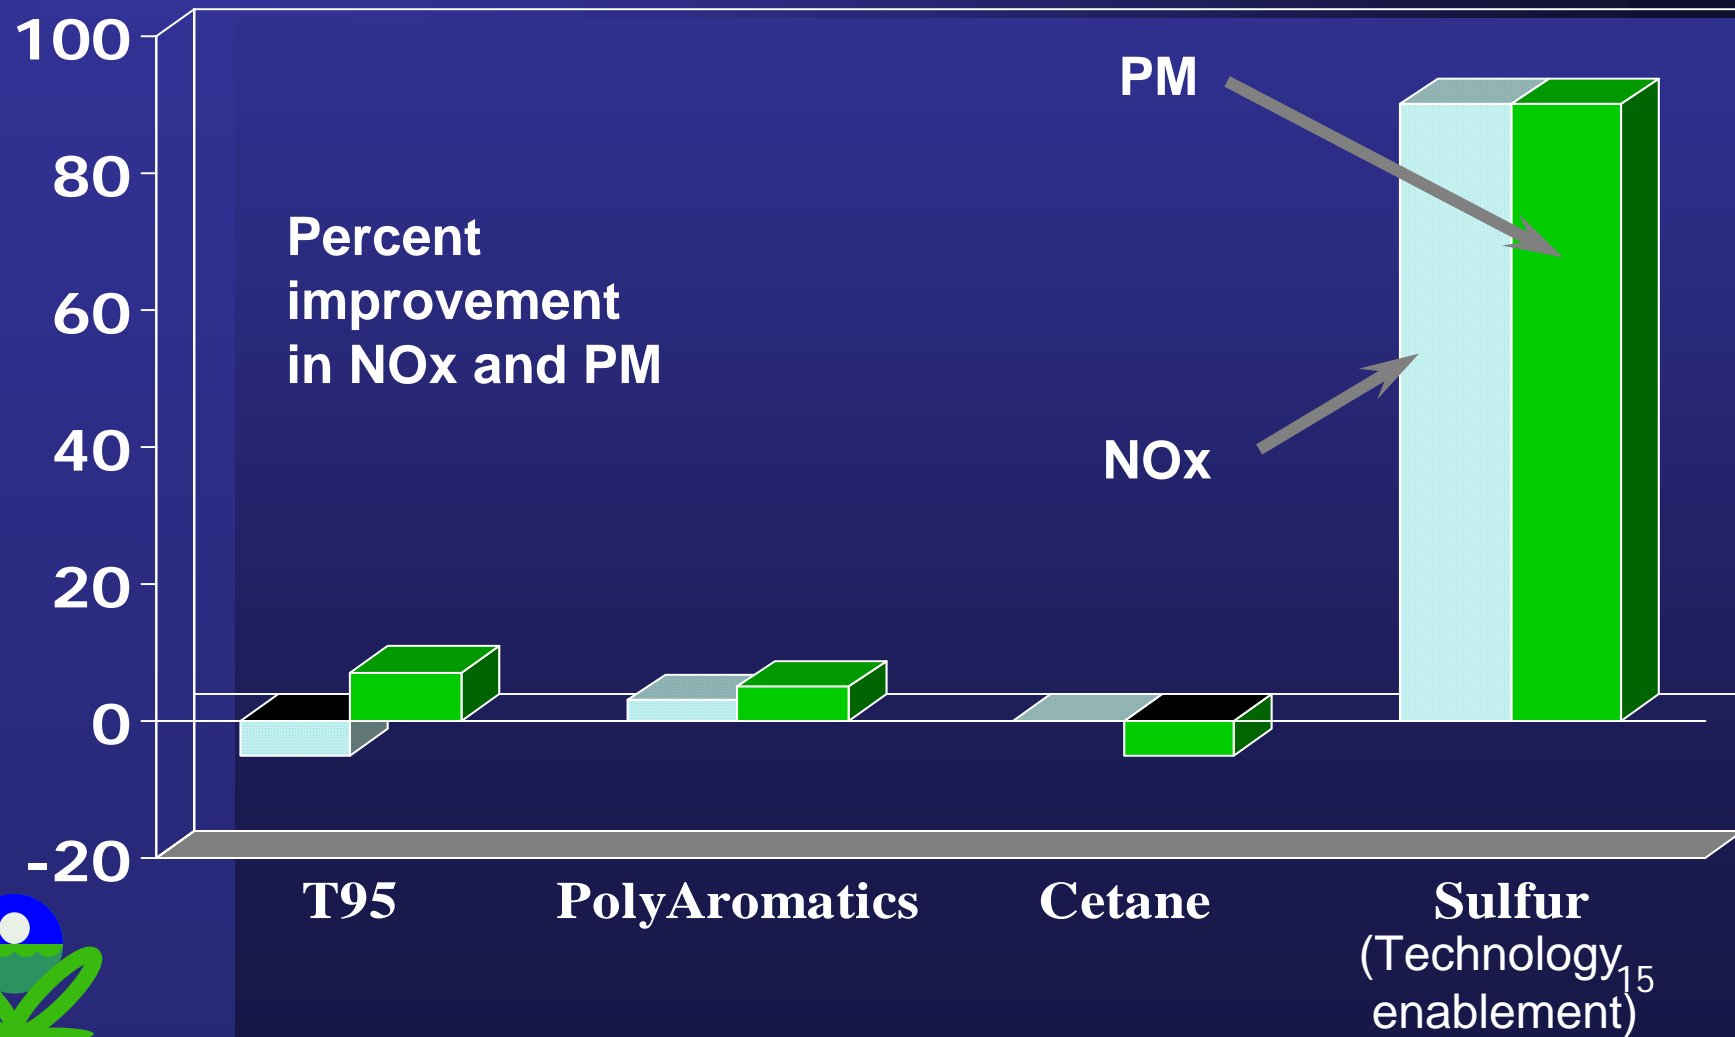 100
80
60
40
20
0
-20
PM
Percent
improvement
in NOx and PM
NOx
T95
PolyAromatics
Cetane
Sulfur
(Technology
enablement)
15